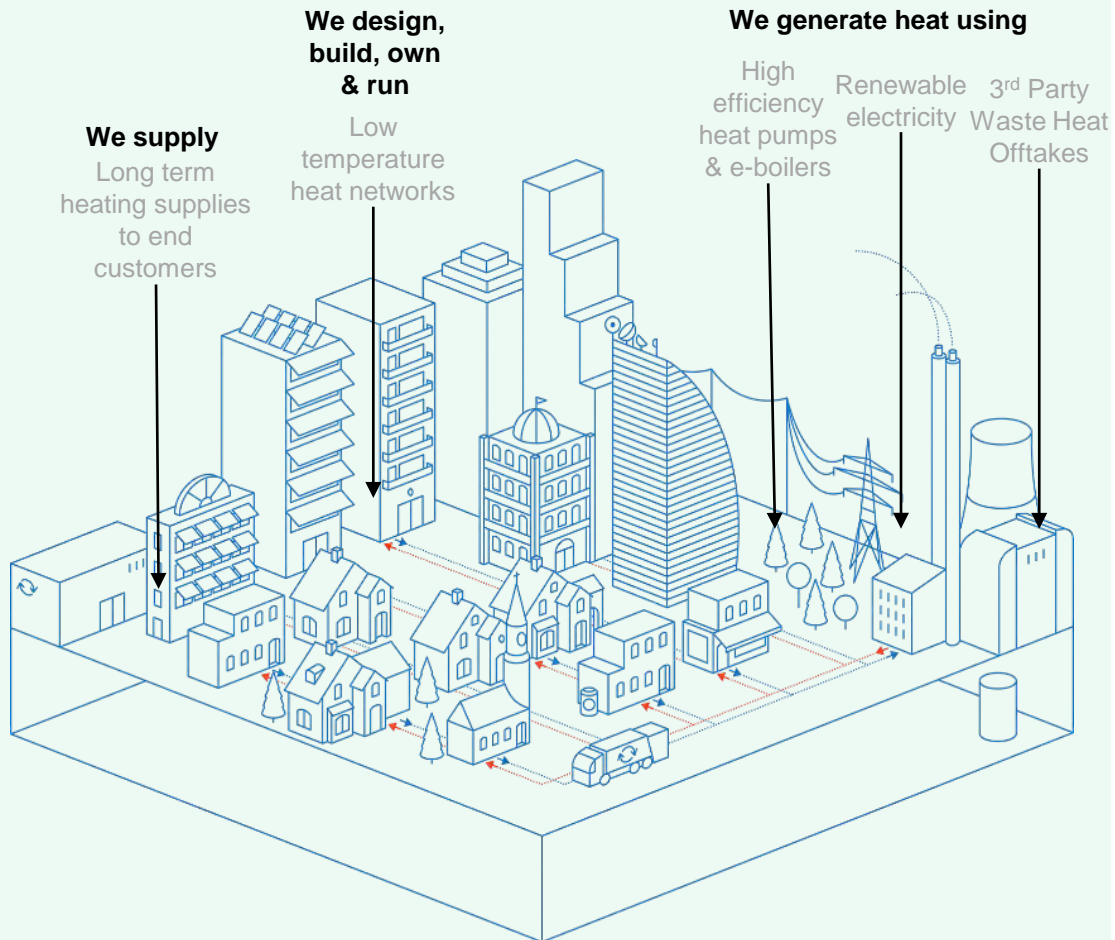 We supply
Long term
heating supplies
to end
customers
We design,
build, own
& run
Low
temperature
heat networks
We generate heat using
High
efficiency
heat pumps
& e-boilers
Renewable
electricity
3rd Party
Waste Heat
Offtakes